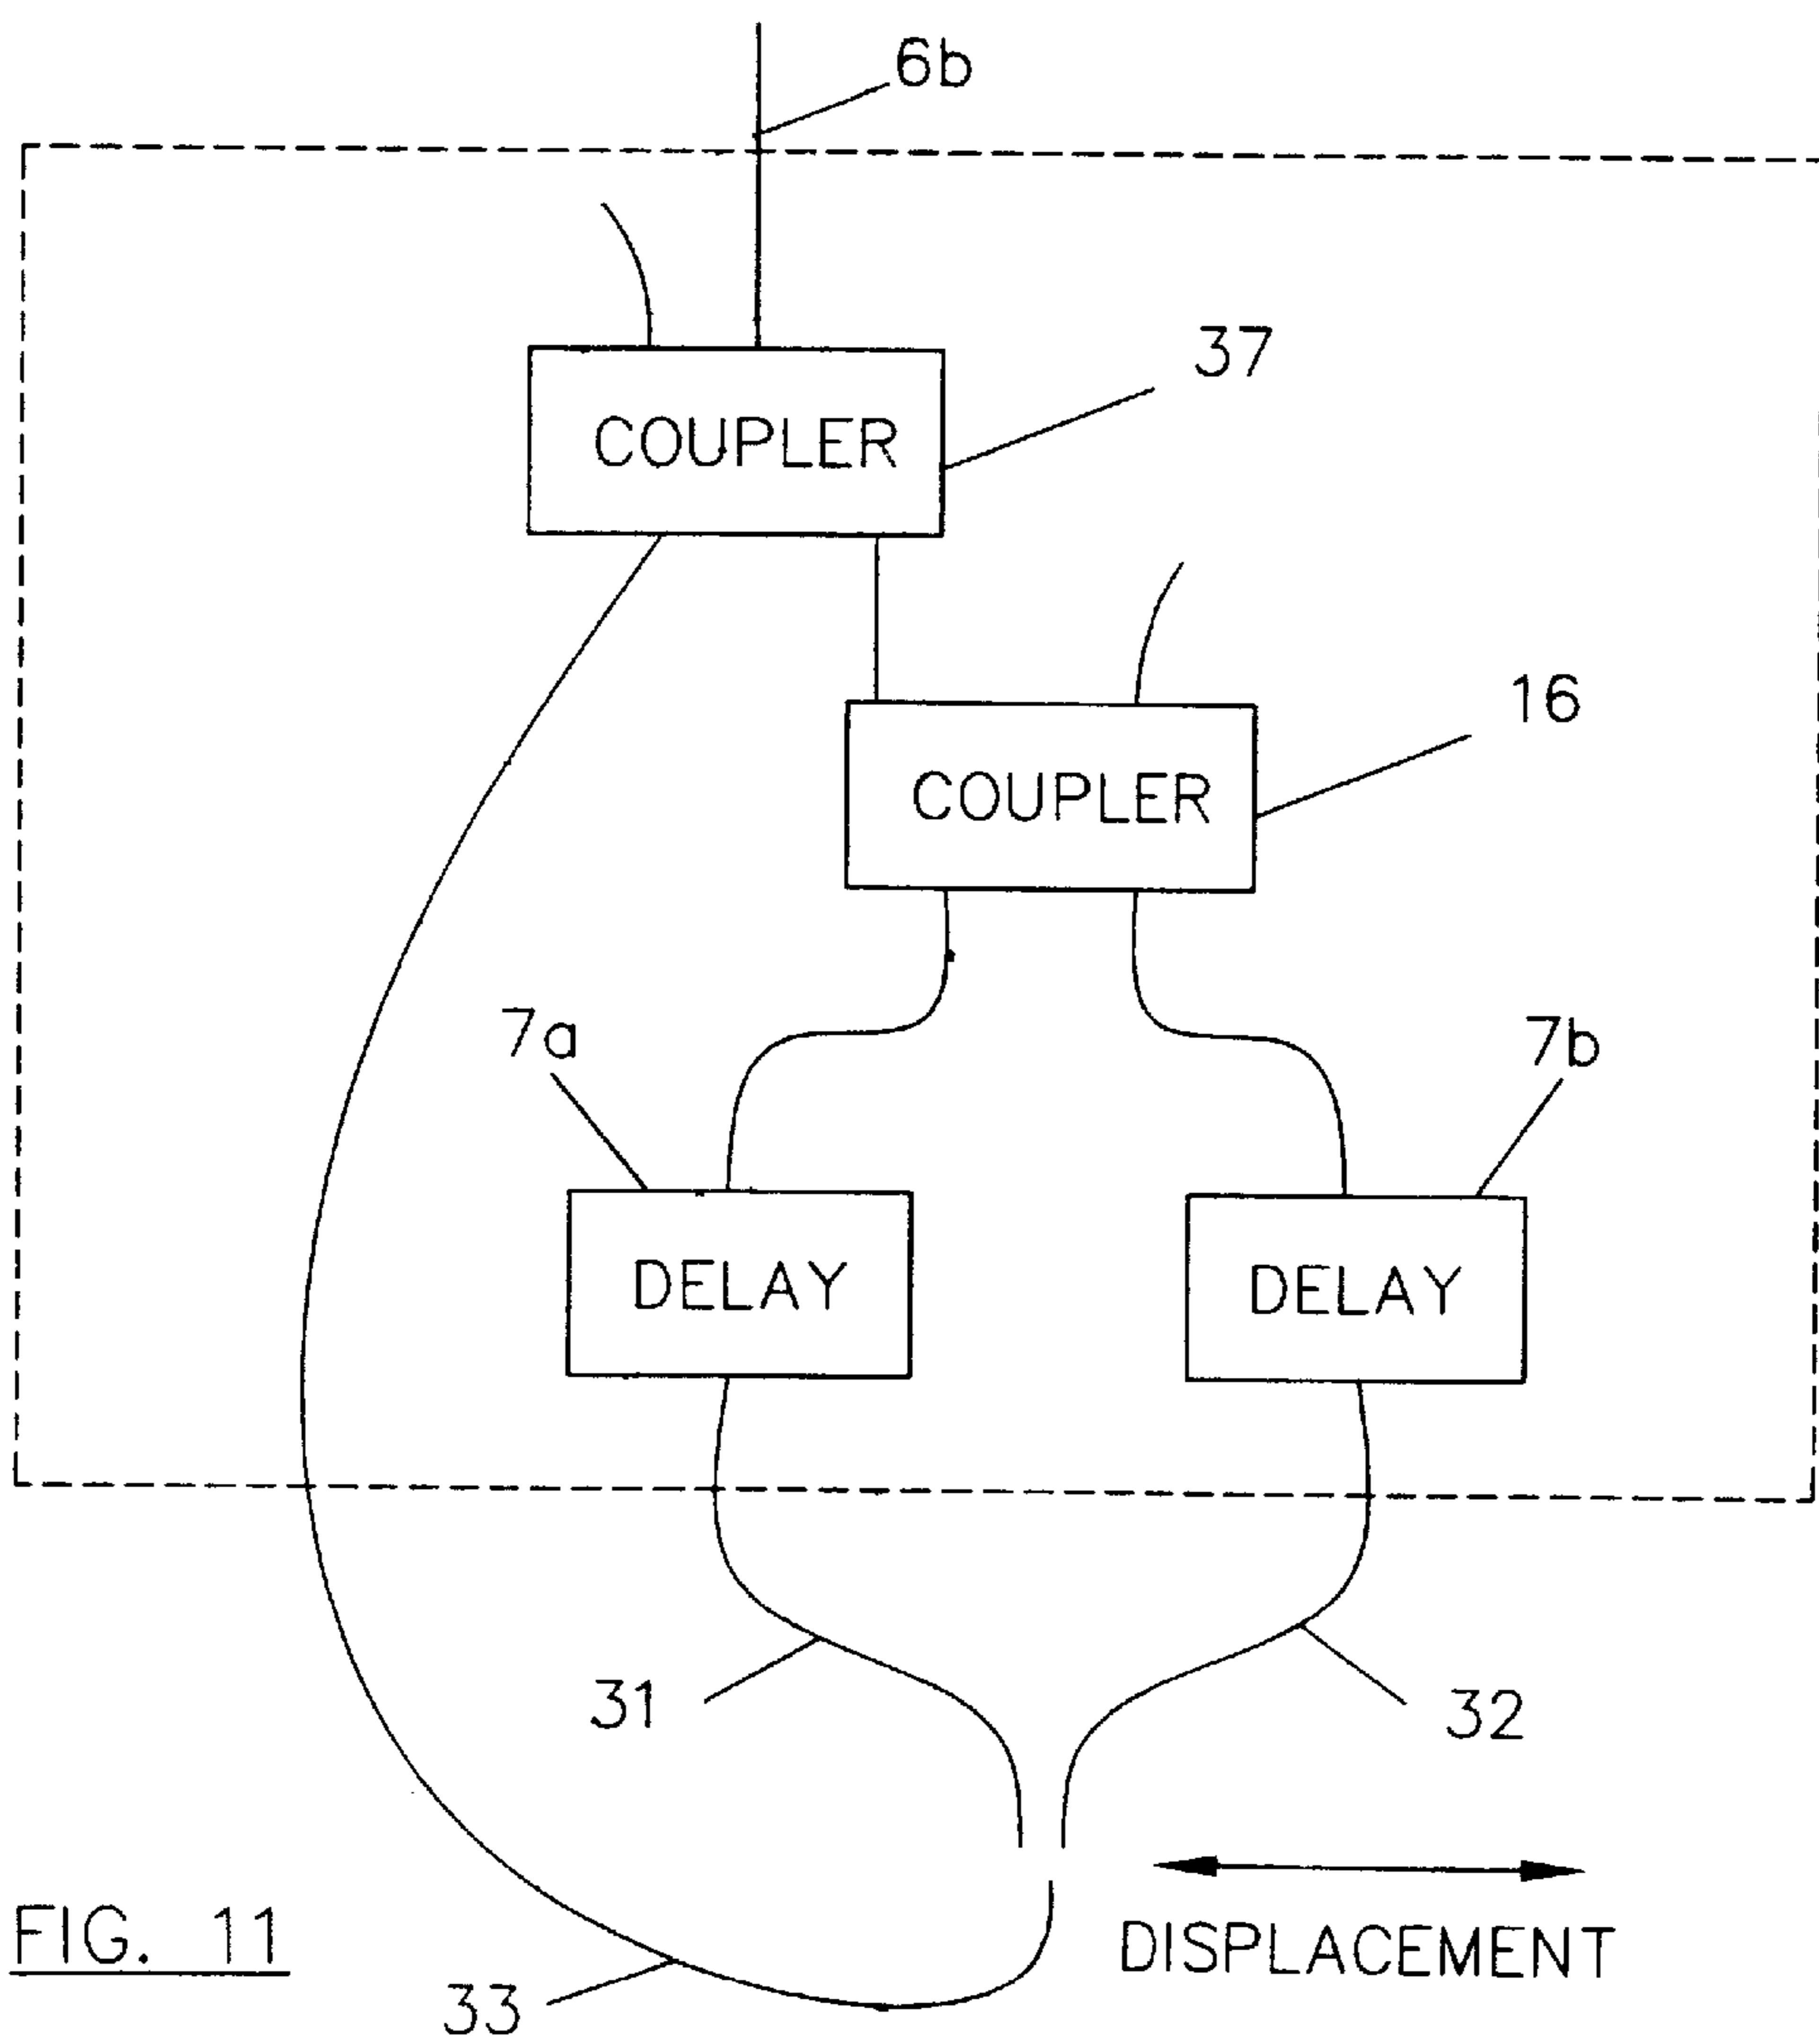 6b
37
COUPLER
16
COUPLER
7a
7b
DELAY
DELAY
31
32
DISPLACEMENT
FIG. 11
33